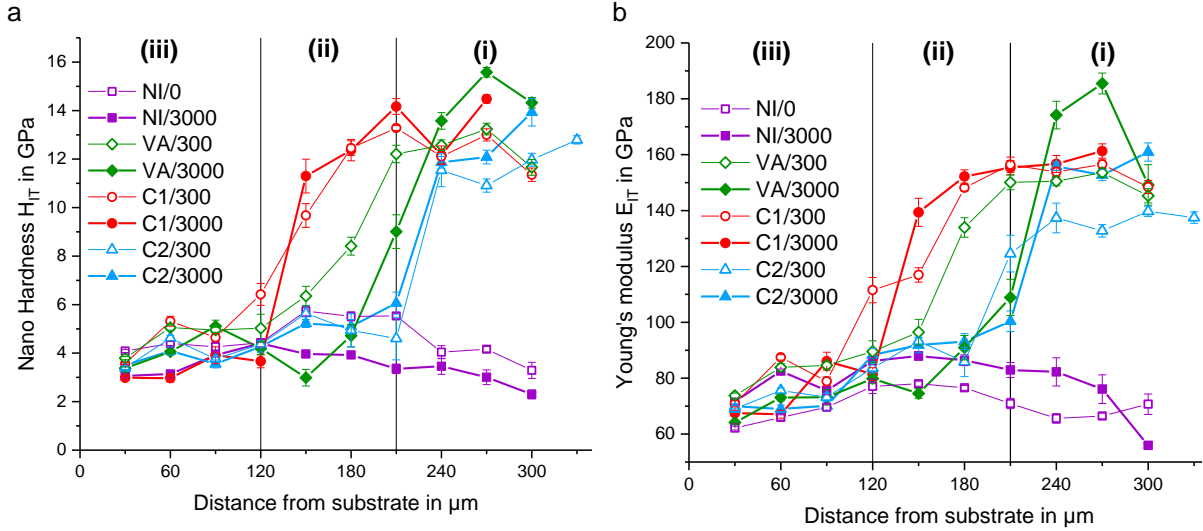 a
Nano Hardness H_IT in GPa
17
16
14
12
10
8
6
4
2
0
(iii)
(ii)
(i)
NI/0
NI/3000
VA/300
VA/3000
C1/300
C1/3000
C2/300
C2/3000
0
60
120
180
240
300
Distance from substrate in µm
b
Young's modulus E_IT in GPa
200
180
160
140
120
100
80
60
(iii)
(ii)
(i)
NI/0
NI/3000
VA/300
VA/3000
C1/300
C1/3000
C2/300
C2/3000
0
60
120
180
240
300
Distance from substrate in µm